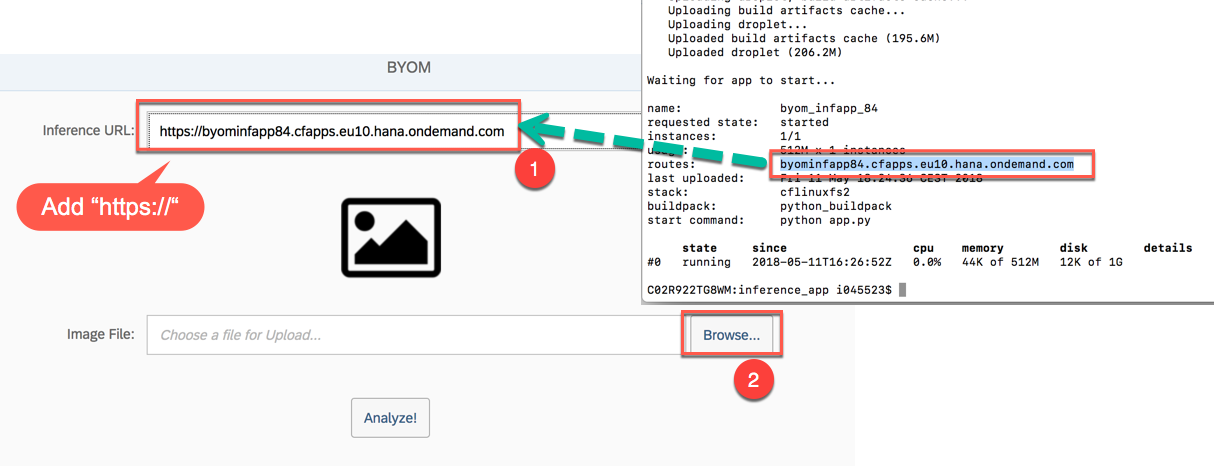 BYOM
Inference URL:
https://byominfapp84.cfapps.eu10.hana.ondemand.com
1
Add “https://“
Image File:
Choose a file for Upload...
Browse...
2
Analyze!
Uploading build artifacts cache...
Uploading droplet...
Uploaded build artifacts cache (195.6M)
Uploaded droplet (206.2M)
Waiting for app to start...
name: byom_infapp_84
requested state: started
instances: 1/1
usage: 512M x 1 instances
routes: byominfapp84.cfapps.eu10.hana.ondemand.com
last uploaded: Fri 11 May 18:24:36 CEST 2018
stack: cflinuxfs2
buildpack: python_buildpack
start command: python app.py
state since cpu memory disk details
#0 running 2018-05-11T16:26:52Z 0.0% 44K of 512M 12K of 1G
C02R922TG8WM:inference_app i045523$